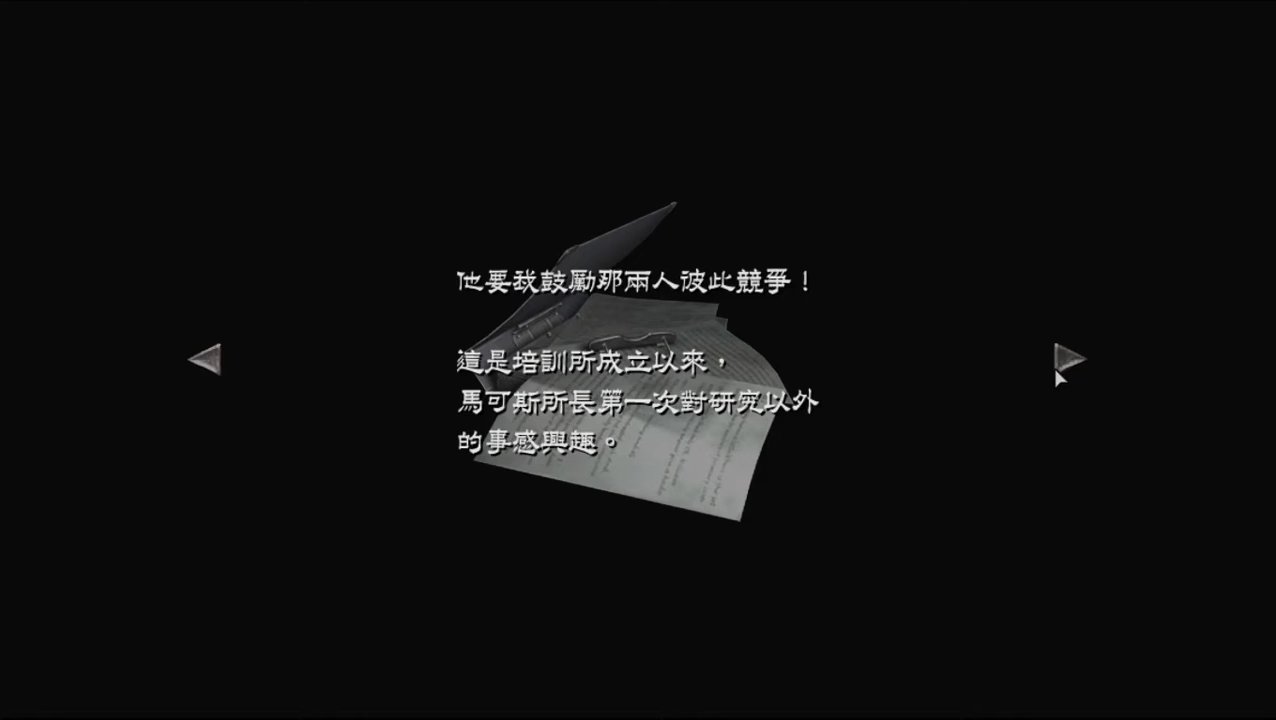 他要我鼓勵那兩人彼此競爭！
這是培訓所成立以來，
馬可斯所長第一次對研究以外
的事感興趣。